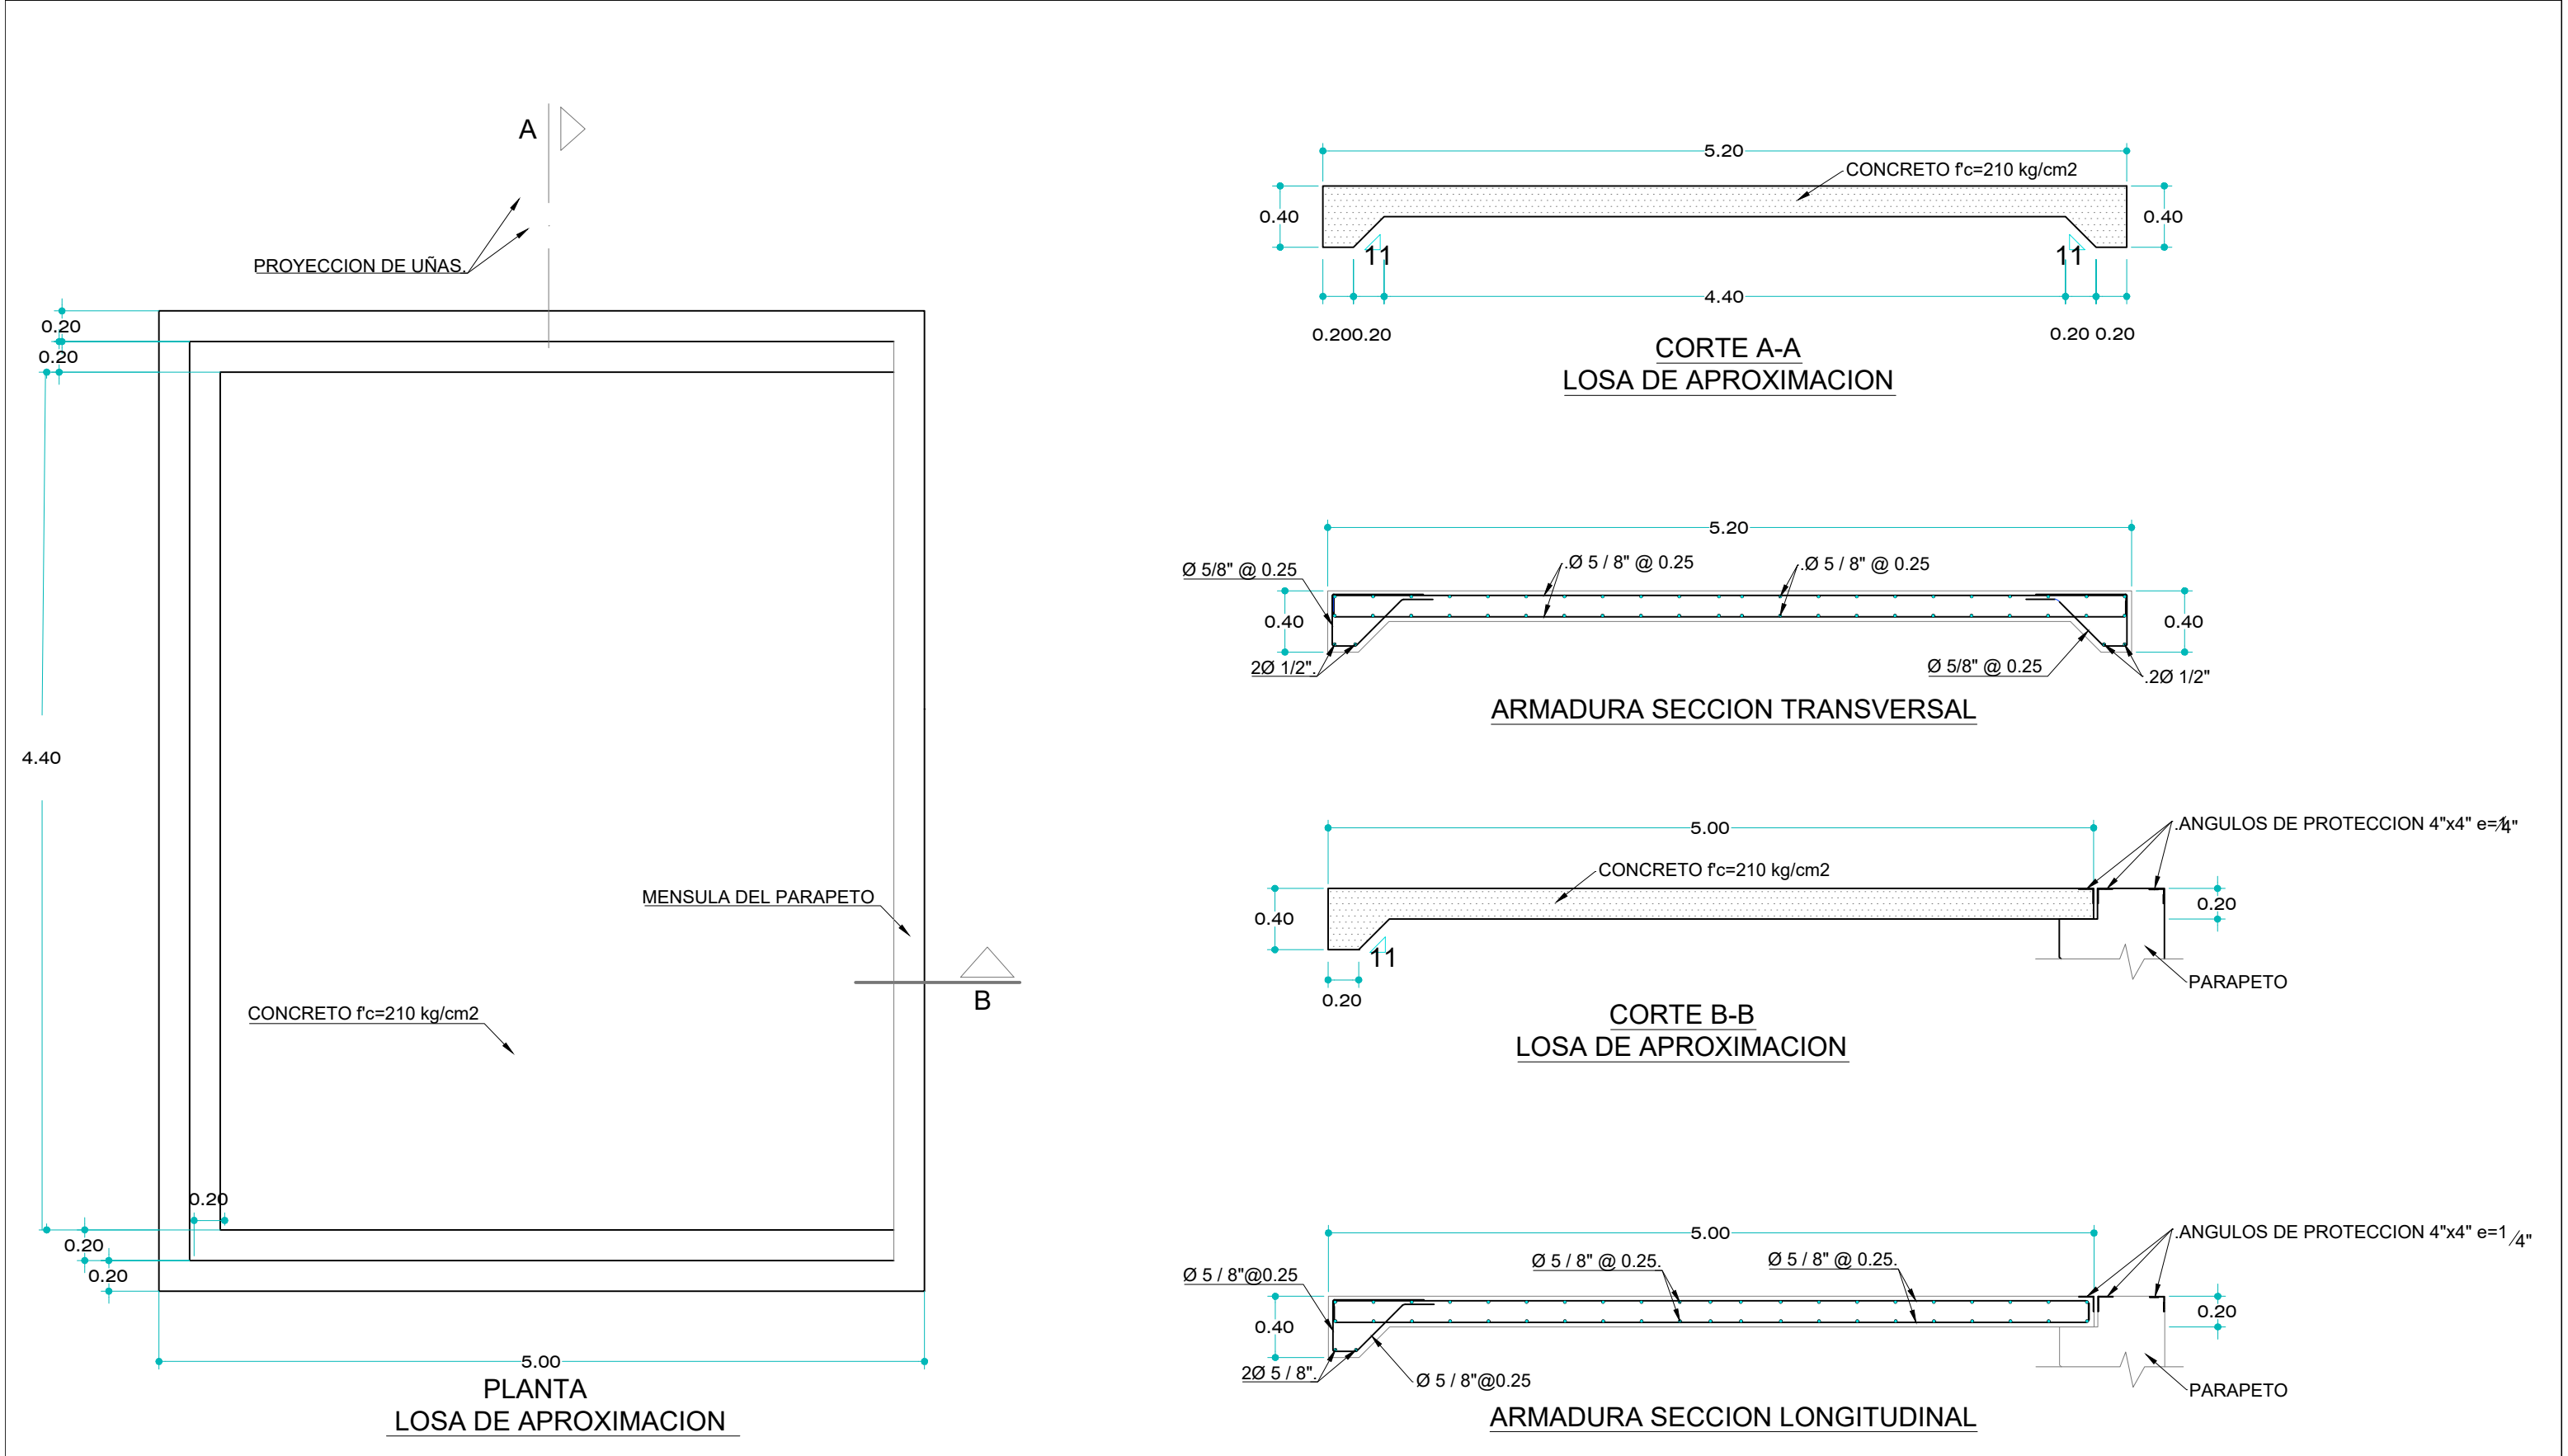 A
PROYECCION DE UÑAS.
0.20
0.20
4.40
MENSULA DEL PARAPETO
B
CONCRETO f'c=210 kg/cm2
0.20
0.20
0.20
5.00
PLANTA
LOSA DE APROXIMACION
5.20
CONCRETO f'c=210 kg/cm2
0.40
0.40
11
11
4.40
0.200.20
0.20 0.20
CORTE A-A
LOSA DE APROXIMACION
5.20
Ø 5/8" @ 0.25
.Ø 5 / 8" @ 0.25
.Ø 5 / 8" @ 0.25
0.40
0.40
2Ø 1/2".
Ø 5/8" @ 0.25
.2Ø 1/2"
ARMADURA SECCION TRANSVERSAL
5.00
.ANGULOS DE PROTECCION 4"x4" e=1/4"
CONCRETO f'c=210 kg/cm2
0.40
0.20
11
0.20
PARAPETO
CORTE B-B
LOSA DE APROXIMACION
5.00
.ANGULOS DE PROTECCION 4"x4" e=1/4"
Ø 5 / 8"@0.25
Ø 5 / 8" @ 0.25.
Ø 5 / 8" @ 0.25.
0.40
0.20
2Ø 5 / 8".
Ø 5 / 8"@0.25
PARAPETO
ARMADURA SECCION LONGITUDINAL